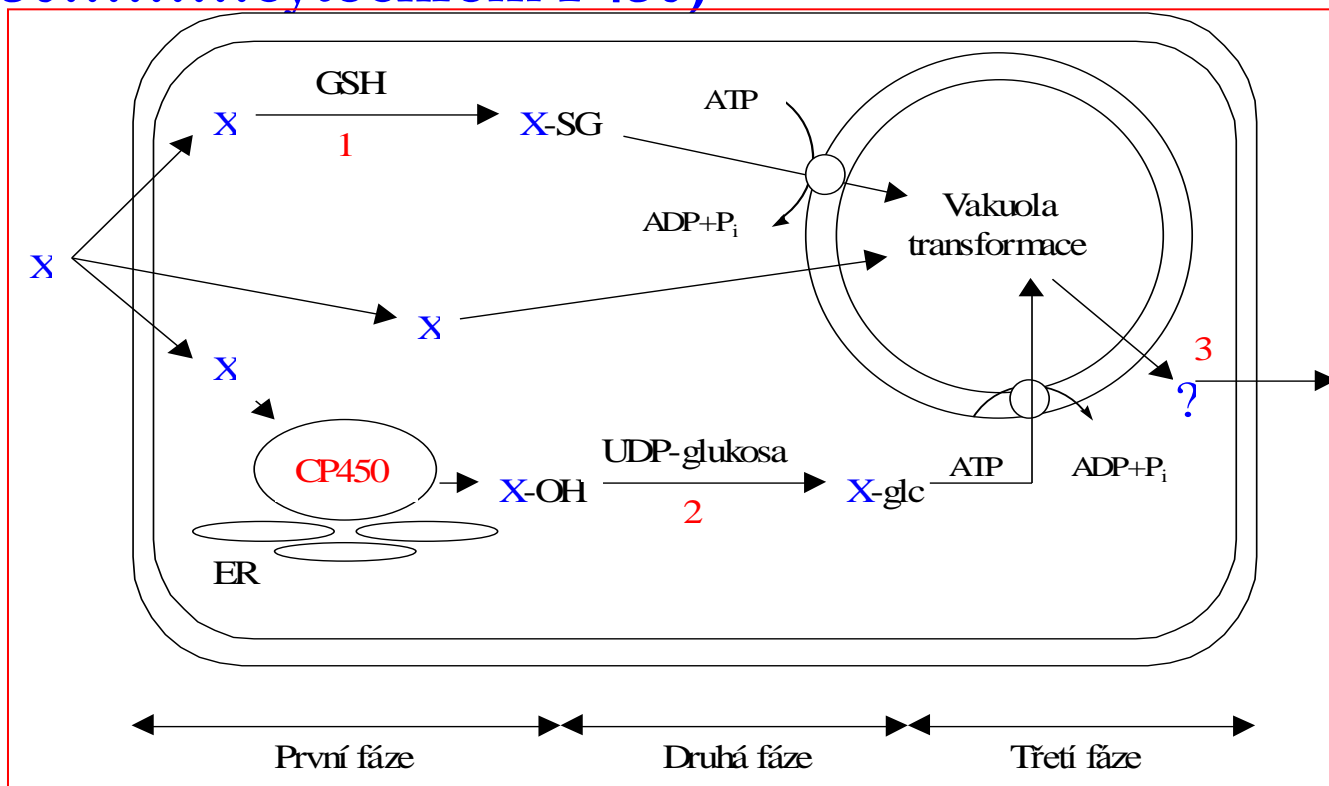 GSH
X
1
X-SG
ATP
ADP+Pi
Vakuola
transformace
X
X
X
CP450
ER
X-OH
UDP-glukosa
2
X-glc
ATP
ADP+Pi
3
?
První fáze
Druhá fáze
Třetí fáze